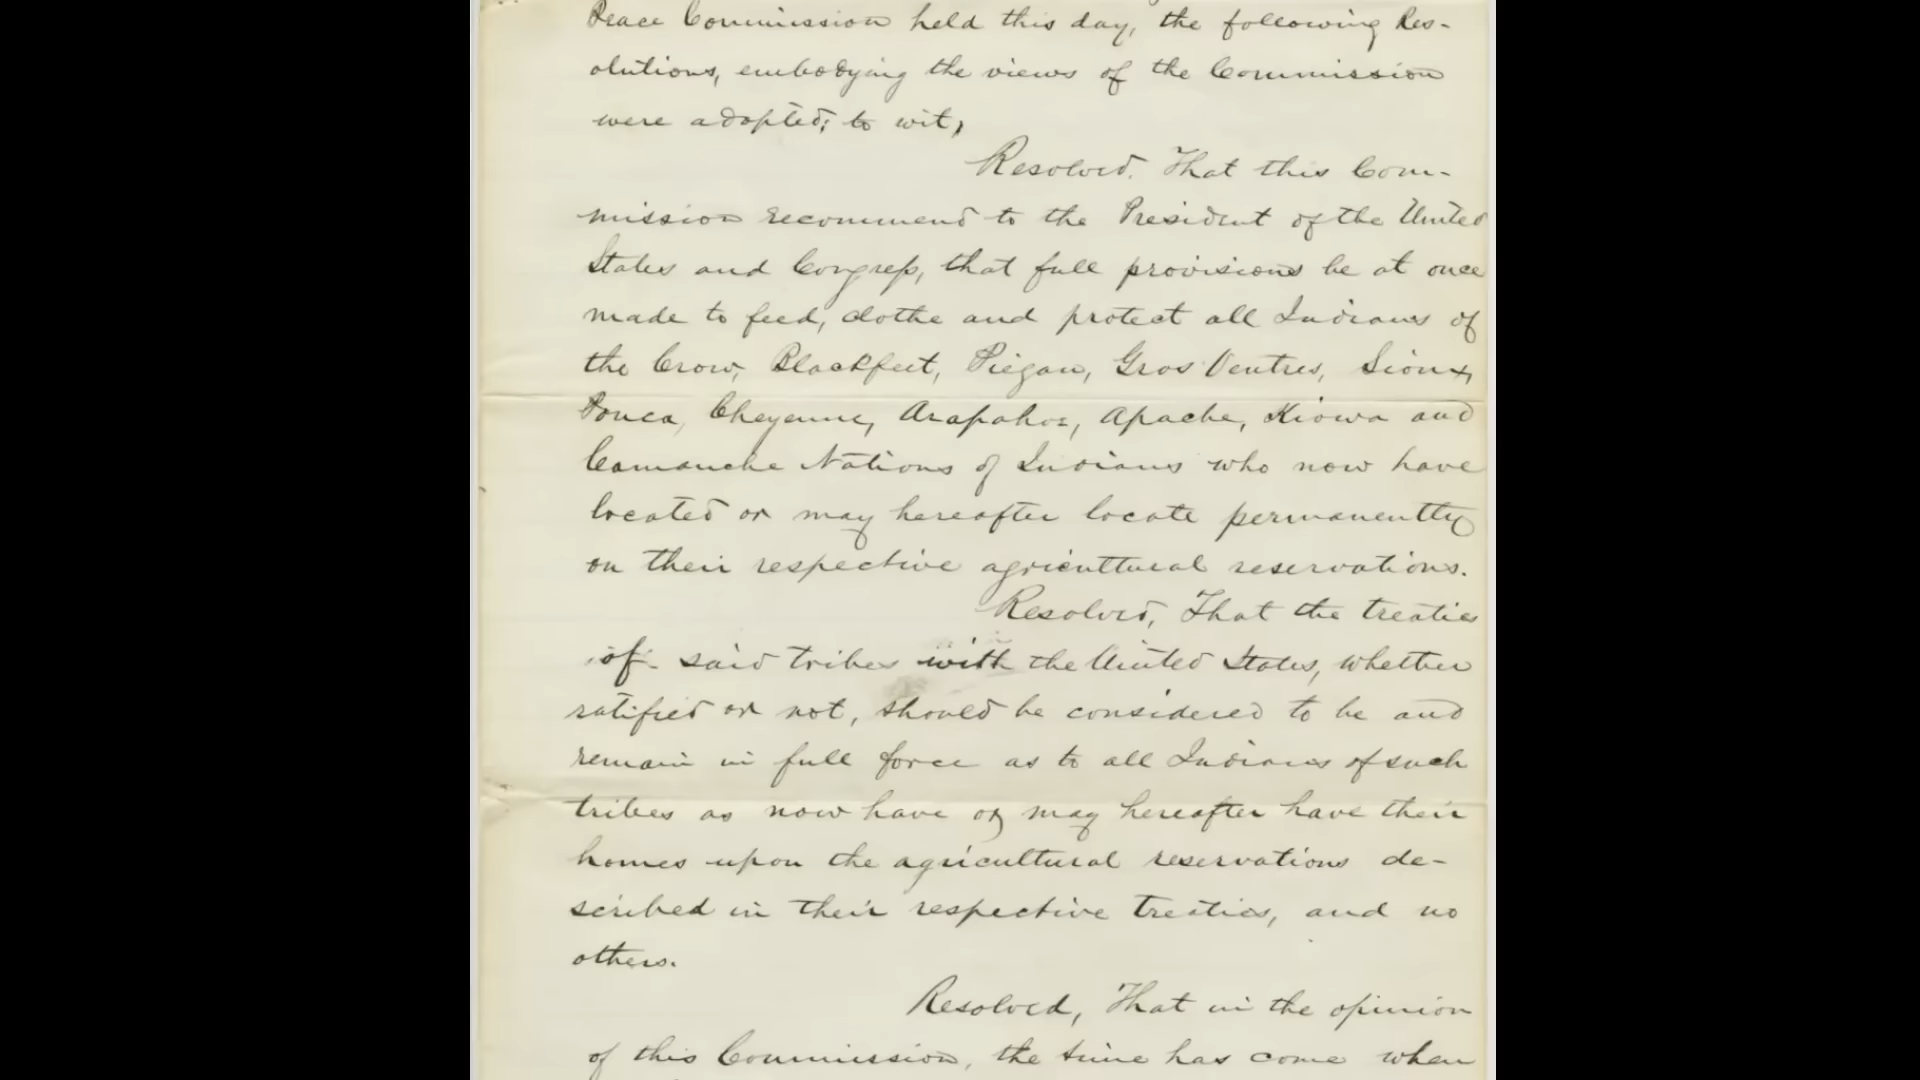 Peace Commission held this day, the following Res-
olutions, embodying the views of the Commission
were adopted; to wit,
Resolved. That this Com-
mission recommend to the President of the United
States and Congress, that full provisions be at once
made to feed, clothe and protect all Indians of
the Crow, Blackfeet, Piegan, Gros Ventres, Sioux,
Ponca, Cheyenne, Arapahoe, Apache, Kiowa and
Camanche Nations of Indians who now have
located or may hereafter locate permanently
on their respective agricultural reservations.
Resolved, That the treaties
of said tribes with the United States, whether
ratified or not, should be considered to be and
remain in full force as to all Indians of such
tribes as now have or may hereafter have their
homes upon the agricultural reservations de-
scribed in their respective treaties, and no
others.
Resolved, That in the opinion
of this Commission, the time has come when